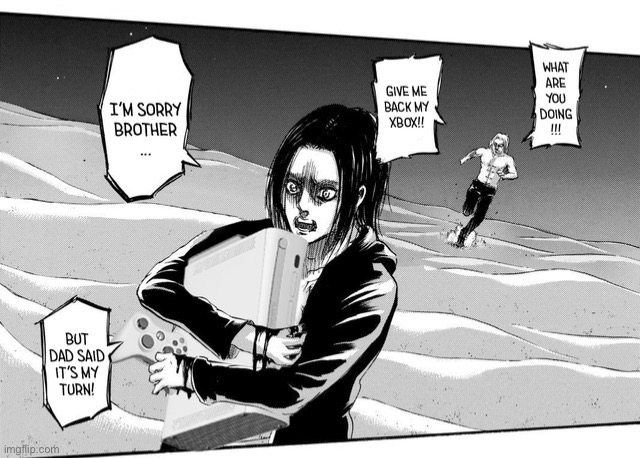 WHAT
ARE
YOU
DOING
!!!
GIVE ME
BACK MY
XBOX!!
I'M SORRY
BROTHER
...
BUT
DAD SAID
IT'S MY
TURN!
imgflip.com